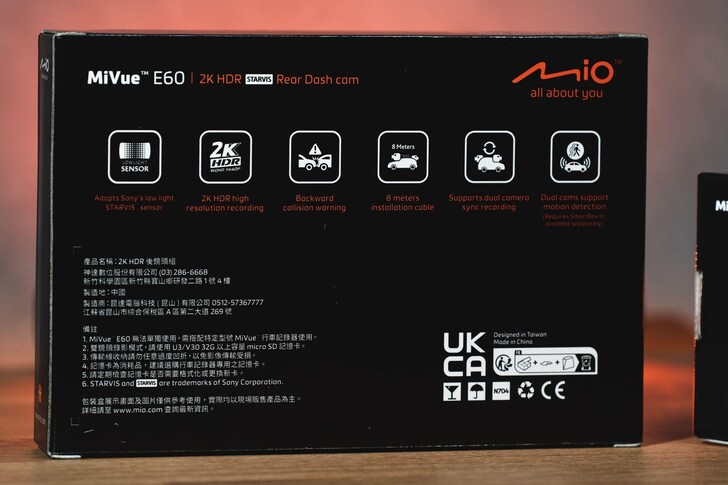 MiVue™ E60 | 2K HDR STARVIS Rear Dash cam
Mio™
all about you
LOWLIGHT
SENSOR
2K
HDR
WQHD 1440P
8 Meters
Adopts Sony's low light
STARVIS™ sensor
2K HDR high
resolution recording
Backward
collision warning
8 meters
installation cable
Supports dual camera
sync recording
Dual cams support
motion detection
(Requires SmartBox III,
available separately)
產品名稱：2K HDR 後鏡頭組
神達數位股份有限公司 (03) 286-6668
新竹科學園區新竹縣寶山鄉研發二路 1 號 4 樓
製造地：中國
製造商：昆達電腦科技 ( 昆山 ) 有限公司 0512-57367777
江蘇省昆山市綜合保稅區 A 區第二大道 269 號
備註
1. MiVue™ E60 無法單獨使用，需搭配特定型號 MiVue™ 行車記錄器使用。
2. 雙鏡頭錄影模式，請使用 U3/V30 32G 以上容量 micro SD 記憶卡。
3. 傳輸線收納請勿任意過度凹折，以免影像傳輸受損。
4. 記憶卡為消耗品，建議選購行車記錄器專用之記憶卡。
5. 請定期檢查記憶卡是否需要格式化或更換新卡。
6. STARVIS and STARVIS are trademarks of Sony Corporation.
包裝盒展示畫面及圖片僅供參考使用，實際均以現場販售產品為主。
詳細請至 www.mio.com 查詢最新資訊。
UK
CA
Designed in Taiwan
Made in China
N704
CE
Mi